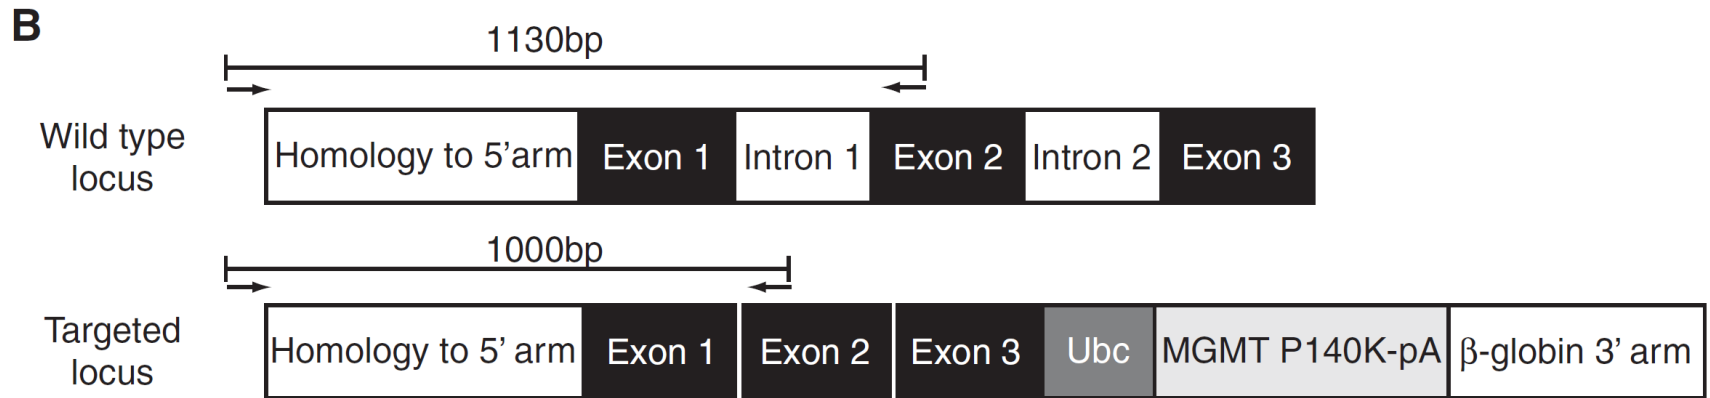 B
1130bp
Wild type
locus
Homology to 5’arm Exon 1 Intron 1 Exon 2 Intron 2 Exon 3
1000bp
Targeted
locus
Homology to 5’ arm Exon 1 Exon 2 Exon 3 Ubc MGMT P140K-pA β-globin 3’ arm